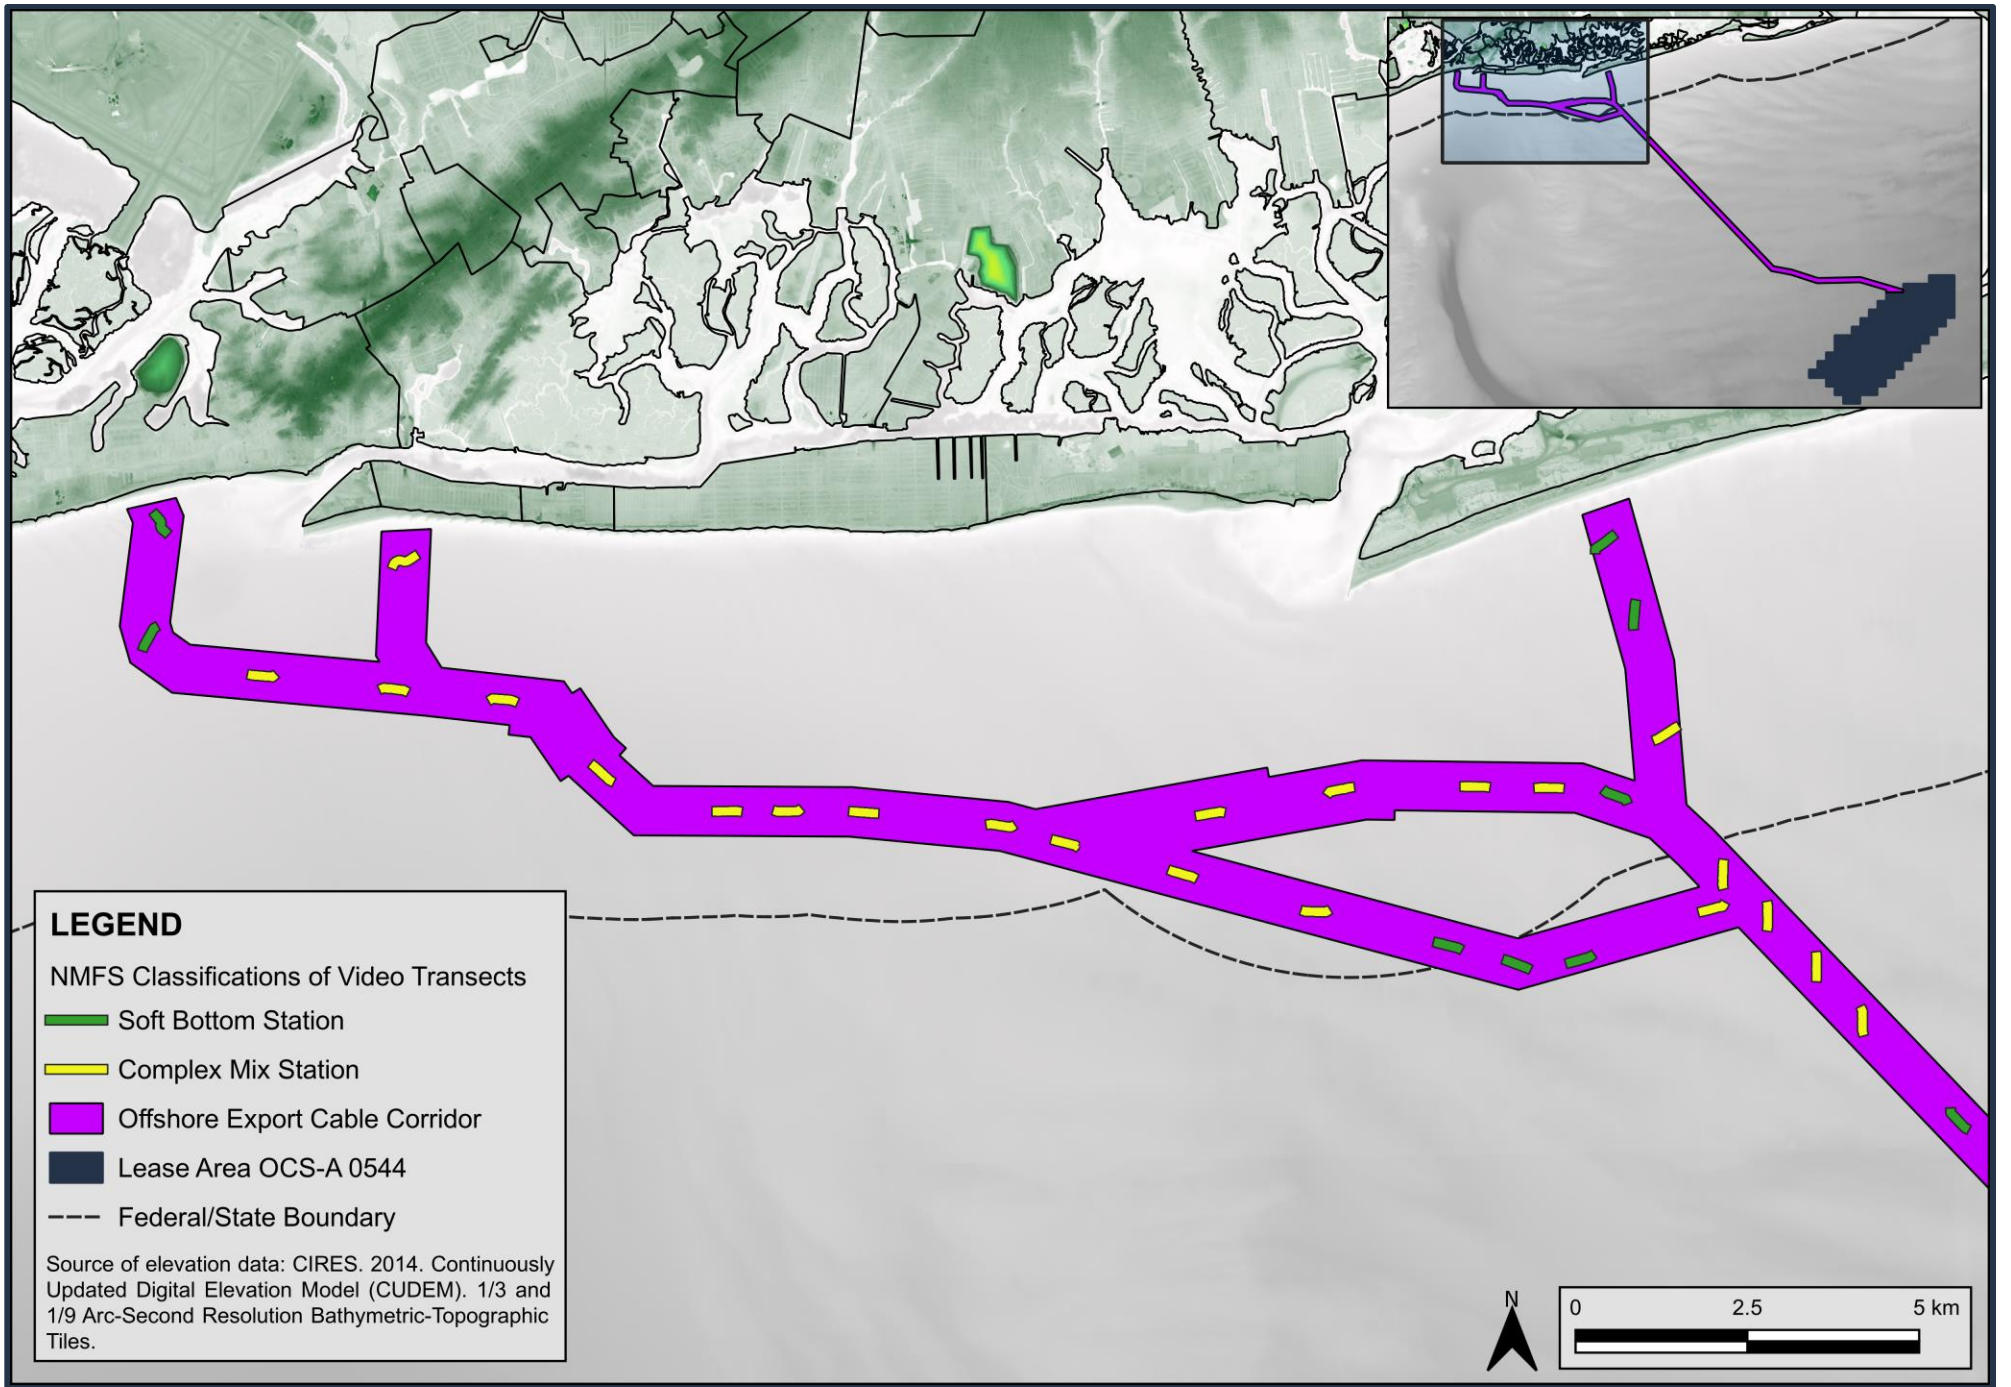 LEGEND
NMFS Classifications of Video Transects
Soft Bottom Station
Complex Mix Station
Offshore Export Cable Corridor
Lease Area OCS-A 0544
Federal/State Boundary
Source of elevation data: CIRES. 2014. Continuously
Updated Digital Elevation Model (CUDEM). 1/3 and
1/9 Arc-Second Resolution Bathymetric-Topographic
Tiles.
N
0 2.5 5 km